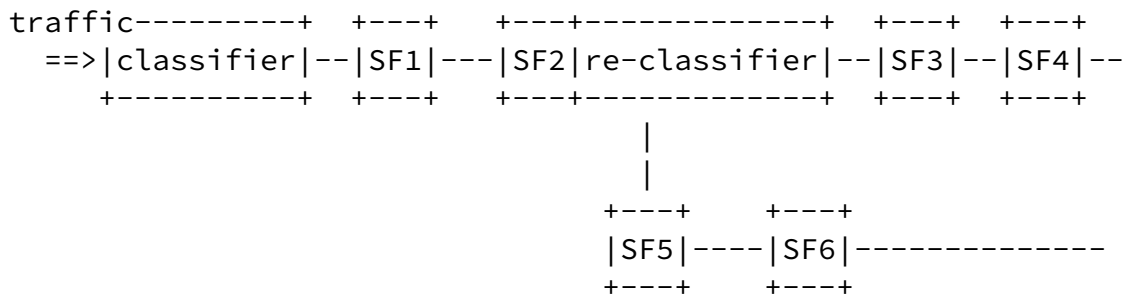 traffic---------+  +---+   +---+-------------+  +---+  +---+
==>|classifier|--|SF1|---|SF2|re-classifier|--|SF3|--|SF4|--
+----------+  +---+   +---+-------------+  +---+  +---+
|
|
+---+    +---+
|SF5|----|SF6|--------------
+---+    +---+